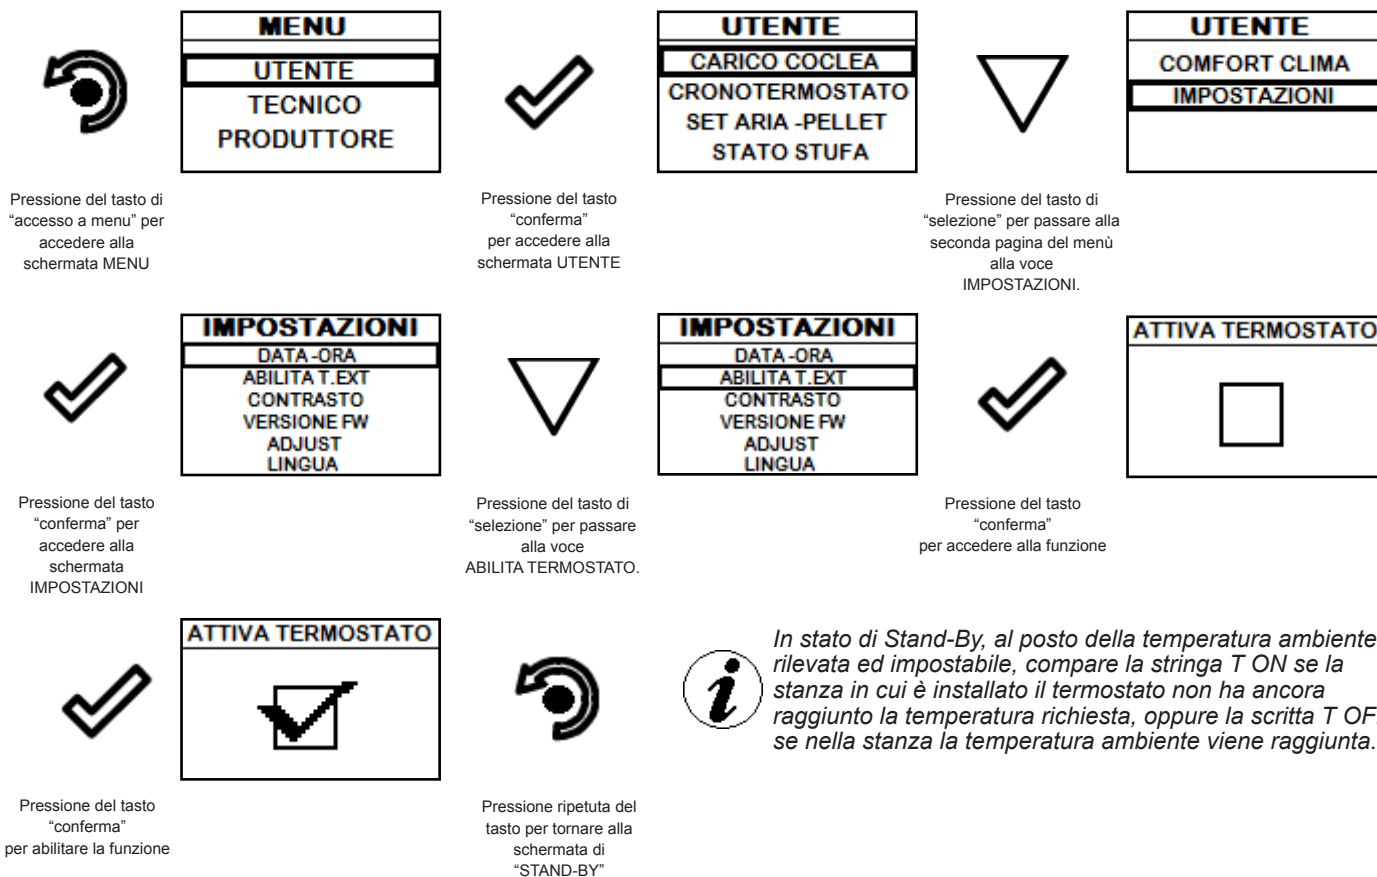 MENU
UTENTE
TECNICO
PRODUTTORE
UTENTE
CARICO COCLEA
CRONOTERMOSTATO
SET ARIA -PELLET
STATO STUFA
UTENTE
COMFORT CLIMA
IMPOSTAZIONI
Pressione del tasto di
“accesso a menu” per
accedere alla
schermata MENU
Pressione del tasto
“conferma”
per accedere alla
schermata UTENTE
Pressione del tasto di
“selezione” per passare alla
seconda pagina del menù
alla voce
IMPOSTAZIONI.
IMPOSTAZIONI
DATA -ORA
ABILITA T.EXT
CONTRASTO
VERSIONE FW
ADJUST
LINGUA
IMPOSTAZIONI
DATA -ORA
ABILITA T.EXT
CONTRASTO
VERSIONE FW
ADJUST
LINGUA
ATTIVA TERMOSTATO
Pressione del tasto
“conferma” per
accedere alla
schermata
IMPOSTAZIONI
Pressione del tasto di
“selezione” per passare
alla voce
ABILITA TERMOSTATO.
Pressione del tasto
“conferma”
per accedere alla funzione
ATTIVA TERMOSTATO
In stato di Stand-By, al posto della temperatura ambiente
rilevata ed impostabile, compare la stringa T ON se la
stanza in cui è installato il termostato non ha ancora
raggiunto la temperatura richiesta, oppure la scritta T
se nella stanza la temperatura ambiente viene raggiunta.
Pressione del tasto
“conferma”
per abilitare la funzione
Pressione ripetuta del
tasto per tornare alla
schermata di
“STAND-BY”